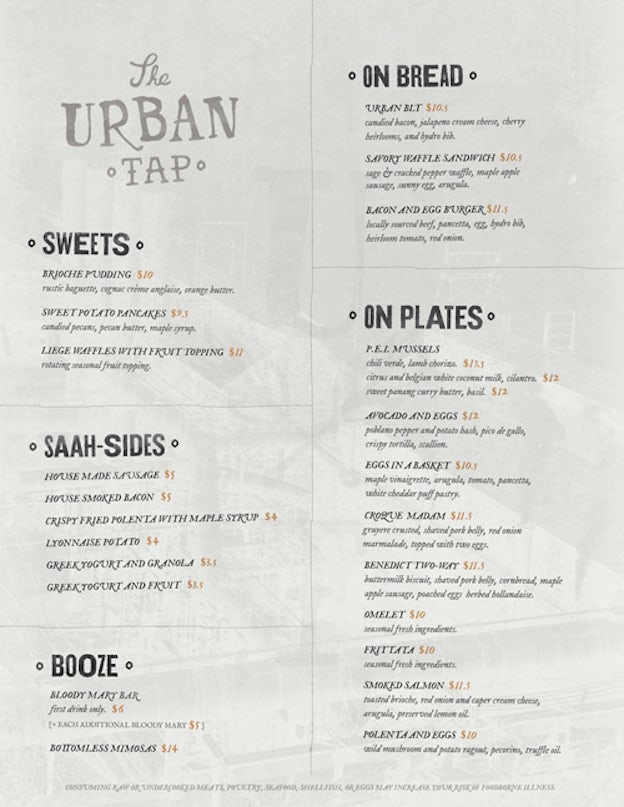 The
URBAN
TAP
SWEETS
BRIOCHE PUDDING $10
rustic baguette, cognac crème anglaise, orange butter.
SWEET POTATO PANCAKES $9.5
candied pecans, pecan butter, maple syrup.
LIEGE WAFFLES WITH FRUIT TOPPING $11
rotating seasonal fruit topping.
SAAH-SIDES
HOUSE MADE SAUSAGE $5
HOUSE SMOKED BACON $5
CRISPY FRIED POLENTA WITH MAPLE SYRUP $4
LYONNAISE POTATO $4
GREEK YOGURT AND GRANOLA $3.5
GREEK YOGURT AND FRUIT $3.5
BOOZE
BLOODY MARY BAR
first drink only. $6
[+ EACH ADDITIONAL BLOODY MARY $5 ]
BOTTOMLESS MIMOSAS $14
ON BREAD
URBAN BLT $10.5
candied bacon, jalapeno cream cheese, cherry
heirlooms, and hydro bib.
SAVORY WAFFLE SANDWICH $10.5
sage & cracked pepper waffle, maple apple
sausage, sunny egg, arugula.
BACON AND EGG BURGER $11.5
locally sourced beef, pancetta, egg, hydro bib,
heirloom tomato, red onion.
ON PLATES
P.E.I. MUSSELS
chili verde, lamb chorizo. $13.5
citrus and belgian white coconut milk, cilantro. $12
sweet panang curry butter, basil. $12
AVOCADO AND EGGS $12
poblano pepper and potato hash, pico de gallo,
crispy tortilla, scallion.
EGGS IN A BASKET $10.5
maple vinaigrette, arugula, tomato, pancetta,
white cheddar puff pastry.
CROQUE MADAM $11.5
gruyere crusted, shaved pork belly, red onion
marmalade, topped with two eggs.
BENEDICT TWO-WAY $11.5
buttermilk biscuit, shaved pork belly, cornbread, maple
apple sausage, poached eggs herbed hollandaise.
OMELET $10
seasonal fresh ingredients.
FRITTATA $10
seasonal fresh ingredients.
SMOKED SALMON $11.5
toasted brioche, red onion and caper cream cheese,
arugula, preserved lemon oil.
POLENTA AND EGGS $10
wild mushroom and potato ragout, pecorino, truffle oil.
CONSUMING RAW OR UNDERCOOKED MEATS, POULTRY, SEAFOOD, SHELLFISH, OR EGGS MAY INCREASE YOUR RISK OF FOODBORNE ILLNESS.